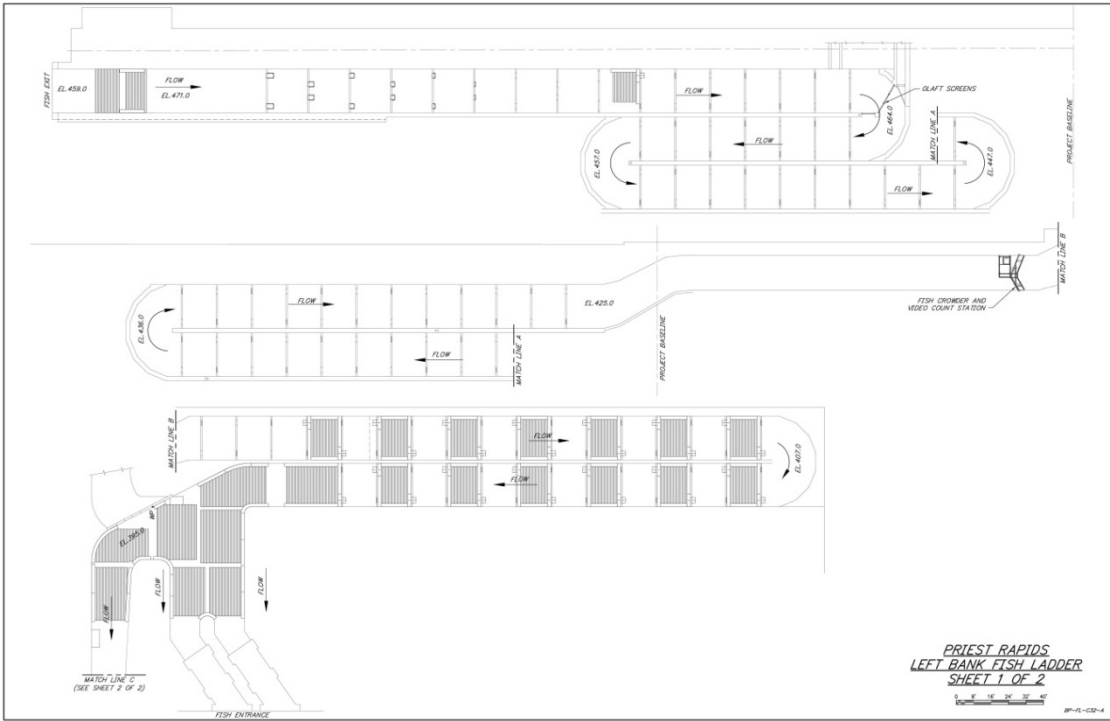 FISH EXIT
EL.459.0
FLOW
EL.471.0
FLOW
OLAFT SCREENS
EL.464.0
MATCH LINE A
FLOW
EL.457.0
EL.447.0
FLOW
PROJECT BASELINE
MATCH LINE B
FISH CROWDER AND
VIDEO COUNT STATION
EL.425.0
FLOW
EL.436.0
FLOW
MATCH LINE A
PROJECT BASELINE
MATCH LINE B
FLOW
EL.407.0
FLOW
WP
EL.395.0
FLOW
FLOW
FLOW
MATCH LINE C
(SEE SHEET 2 OF 2)
FISH ENTRANCE
PRIEST RAPIDS
LEFT BANK FISH LADDER
SHEET 1 OF 2
0 8' 16' 24' 32' 40'